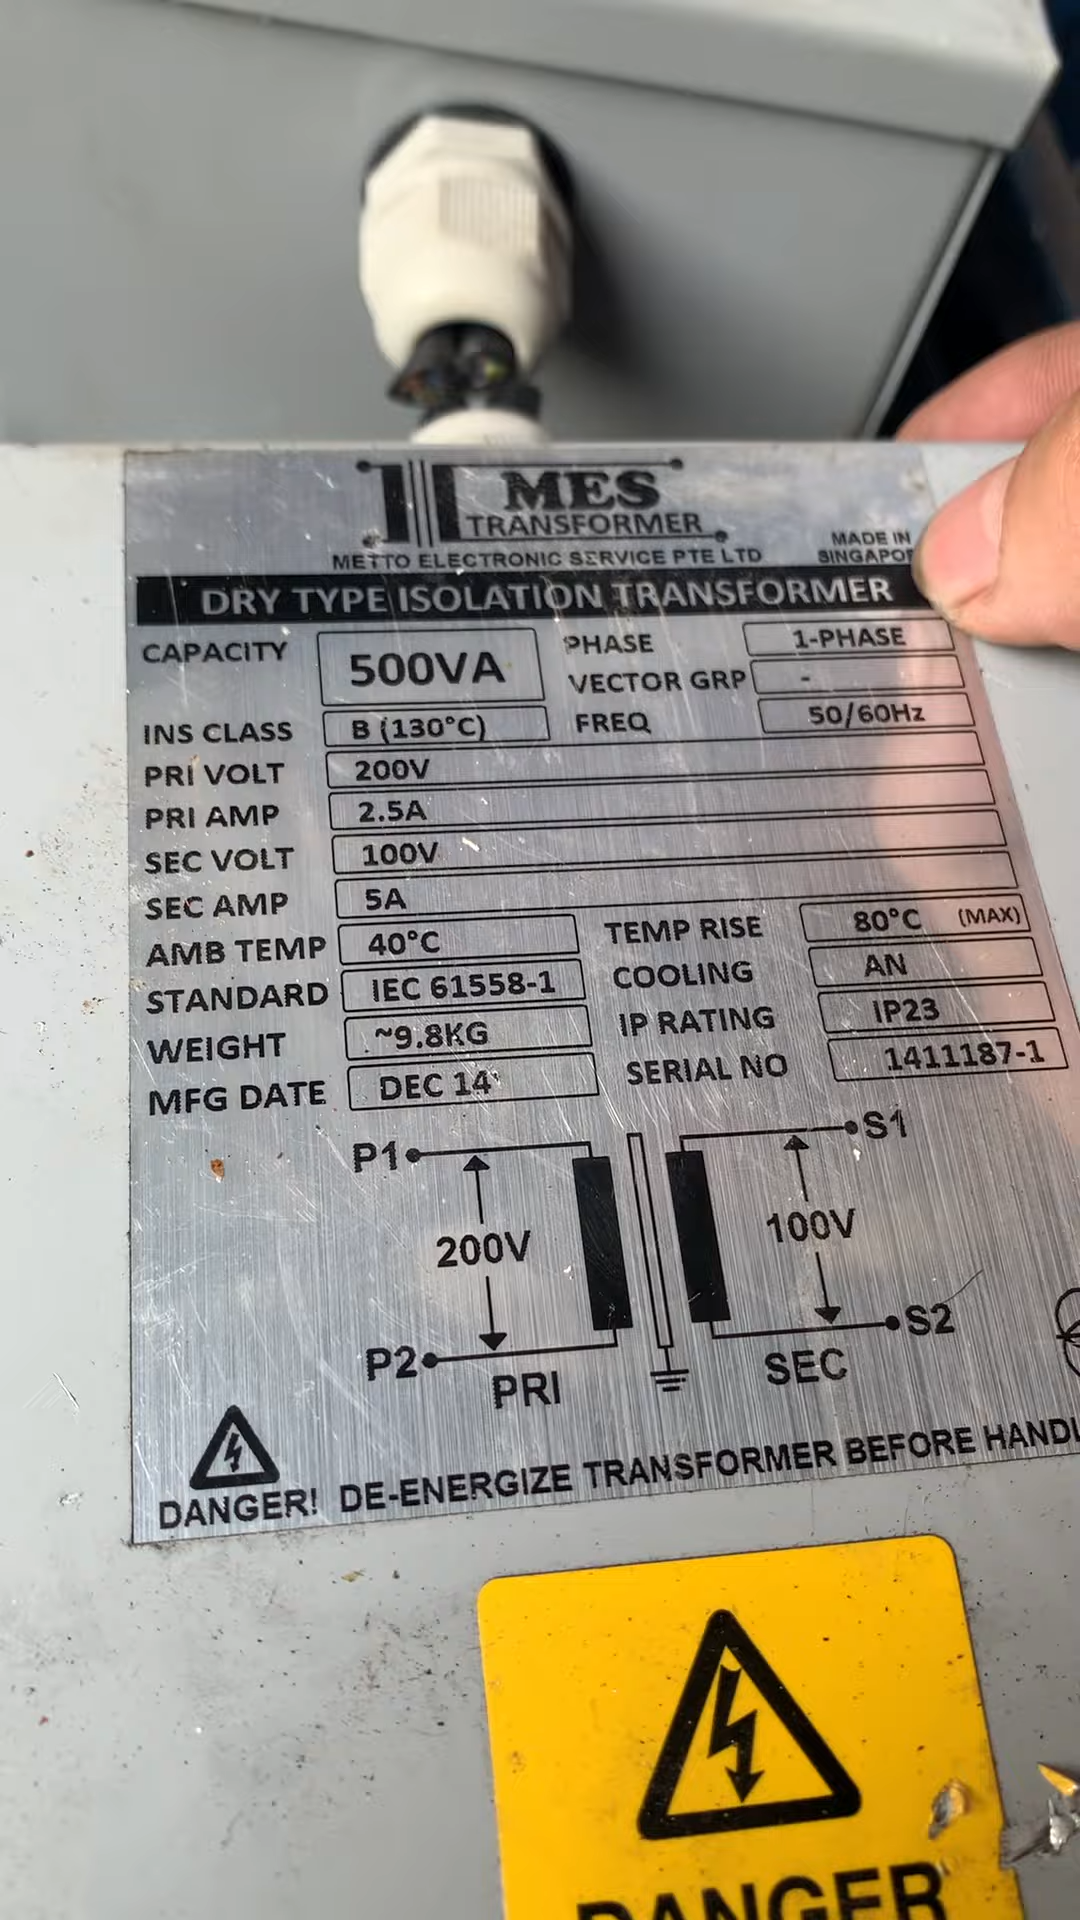 MES
TRANSFORMER
METTO ELECTRONIC SERVICE PTE LTD
MADE IN
SINGAPOR
DRY TYPE ISOLATION TRANSFORMER
CAPACITY 500VA PHASE 1-PHASE
VECTOR GRP -
INS CLASS B (130°C) FREQ 50/60Hz
PRI VOLT 200V
PRI AMP 2.5A
SEC VOLT 100V
SEC AMP 5A
AMB TEMP 40°C TEMP RISE 80°C (MAX)
STANDARD IEC 61558-1 COOLING AN
WEIGHT ~9.8KG IP RATING IP23
MFG DATE DEC 14' SERIAL NO 1411187-1
P1 S1
200V 100V
P2 S2
PRI SEC
DANGER! DE-ENERGIZE TRANSFORMER BEFORE HANDL
DANGER